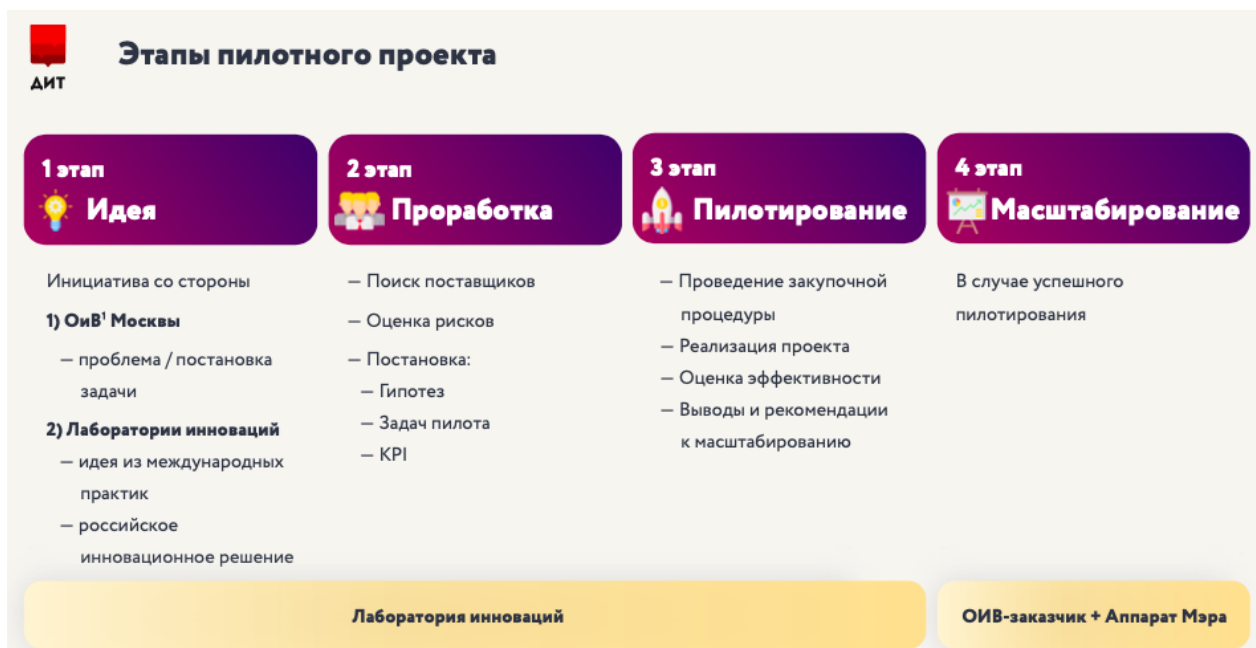 ДИТ
Этапы пилотного проекта
1 этап
Идея
Инициатива со стороны
1) ОиВ¹ Москвы
— проблема / постановка
задачи
2) Лаборатории инноваций
— идея из международных
практик
— российское
инновационное решение
2 этап
Проработка
— Поиск поставщиков
— Оценка рисков
— Постановка:
— Гипотез
— Задач пилота
— KPI
3 этап
Пилотирование
— Проведение закупочной
процедуры
— Реализация проекта
— Оценка эффективности
— Выводы и рекомендации
к масштабированию
4 этап
Масштабирование
В случае успешного
пилотирования
Лаборатория инноваций
ОИВ-заказчик + Аппарат Мэра